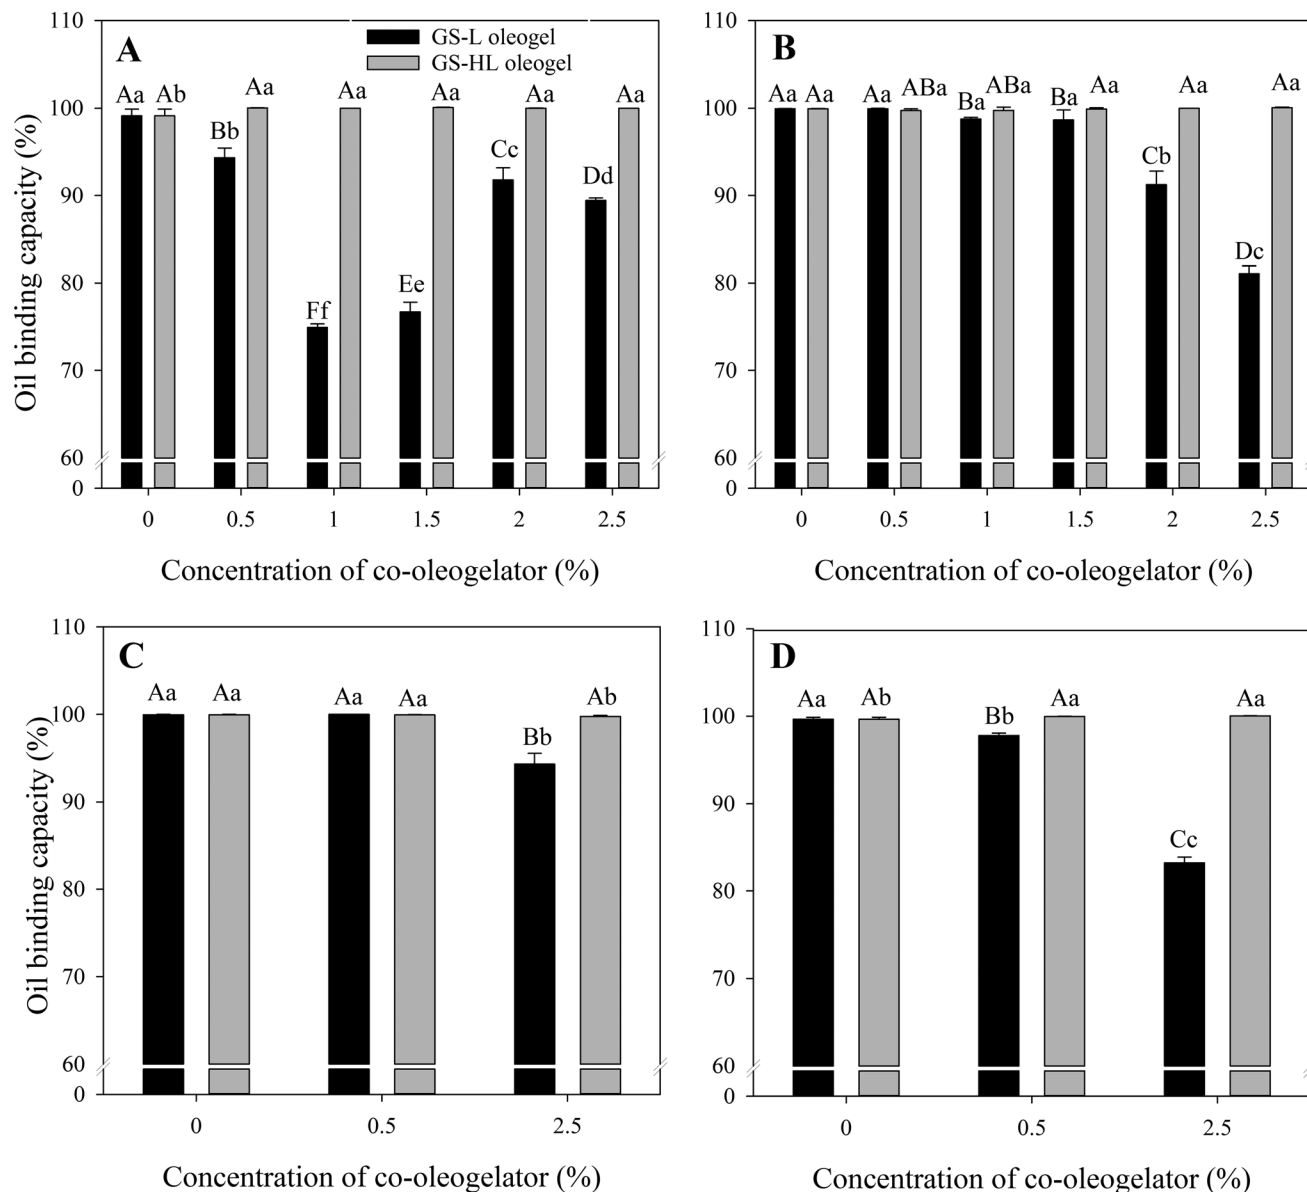 A
GS-L oleogel
GS-HL oleogel
Oil binding capacity (%)
110
100
90
80
70
60
0
Aa Ab Bb Aa Ff Aa Ee Aa Cc Aa Dd Aa
0 0.5 1 1.5 2 2.5
Concentration of co-oleogelator (%)
B
110
100
90
80
70
60
0
Aa Aa Aa ABa Ba ABa Ba Aa Cb Aa Dc Aa
0 0.5 1 1.5 2 2.5
Concentration of co-oleogelator (%)
C
Oil binding capacity (%)
110
100
90
80
70
60
0
Aa Aa Aa Aa Bb Ab
0 0.5 2.5
Concentration of co-oleogelator (%)
D
110
100
90
80
70
60
0
Aa Ab Bb Aa Cc Aa
0 0.5 2.5
Concentration of co-oleogelator (%)